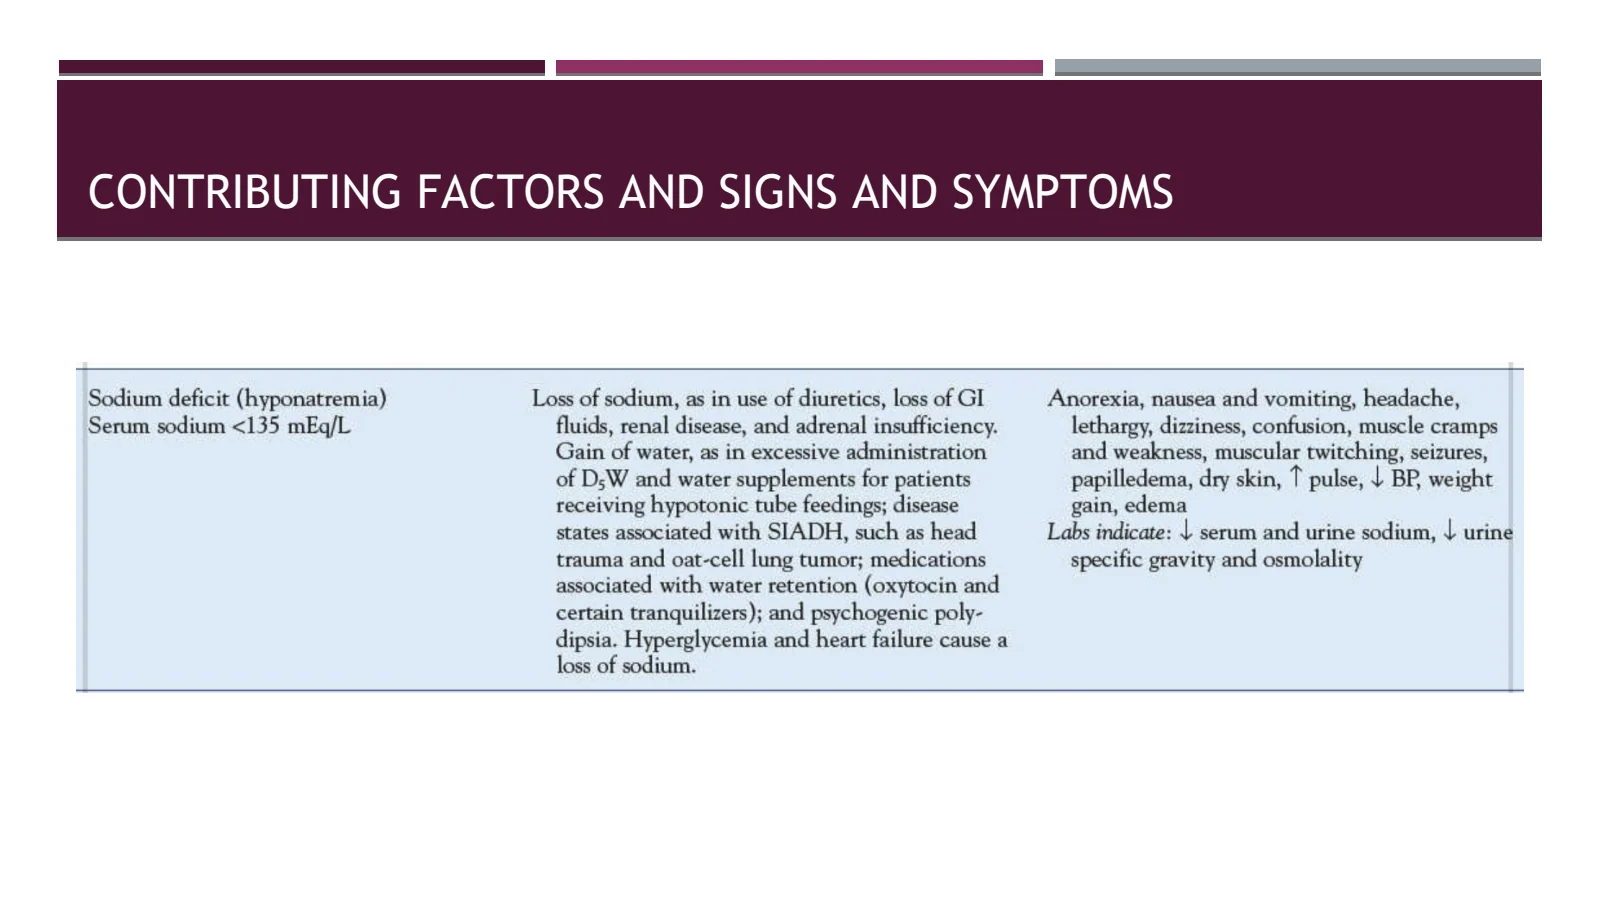 CONTRIBUTING FACTORS AND SIGNS AND SYMPTOMS
Sodium deficit (hyponatremia)
Serum sodium <135 mEq/L
Loss of sodium, as in use of diuretics, loss of GI
fluids, renal disease, and adrenal insufficiency.
Gain of water, as in excessive administration
of D₅W and water supplements for patients
receiving hypotonic tube feedings; disease
states associated with SIADH, such as head
trauma and oat-cell lung tumor; medications
associated with water retention (oxytocin and
certain tranquilizers); and psychogenic poly-
dipsia. Hyperglycemia and heart failure cause a
loss of sodium.
Anorexia, nausea and vomiting, headache,
lethargy, dizziness, confusion, muscle cramps
and weakness, muscular twitching, seizures,
papilledema, dry skin, ↑ pulse, ↓ BP, weight
gain, edema
Labs indicate: ↓ serum and urine sodium, ↓ urine
specific gravity and osmolality